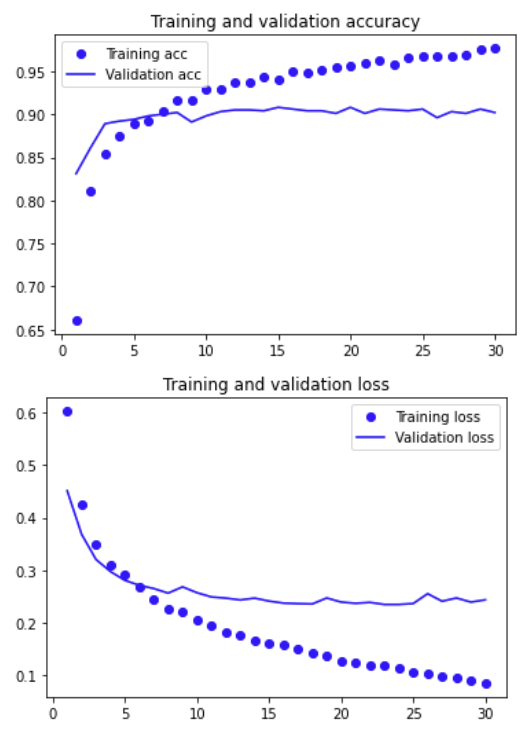 Training and validation accuracy
Training acc
Validation acc
0.95
0.90
0.85
0.80
0.75
0.70
0.65
0 5 10 15 20 25 30
Training and validation loss
Training loss
Validation loss
0.6
0.5
0.4
0.3
0.2
0.1
0 5 10 15 20 25 30